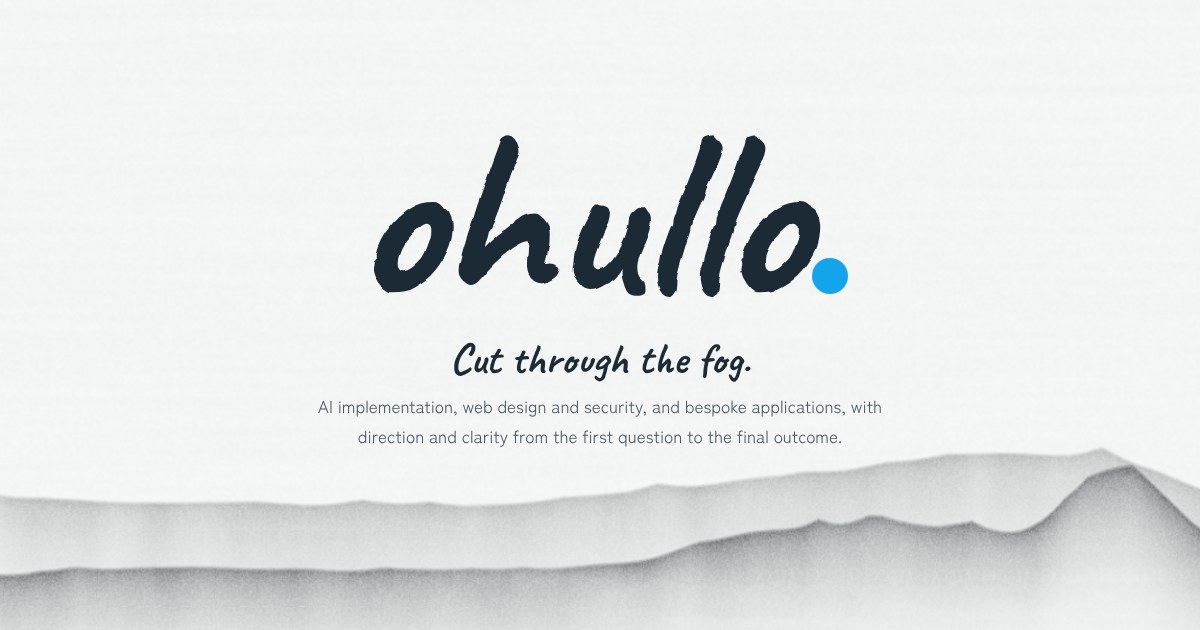 ohullo.
Cut through the fog.
AI implementation, web design and security, and bespoke applications, with
direction and clarity from the first question to the final outcome.